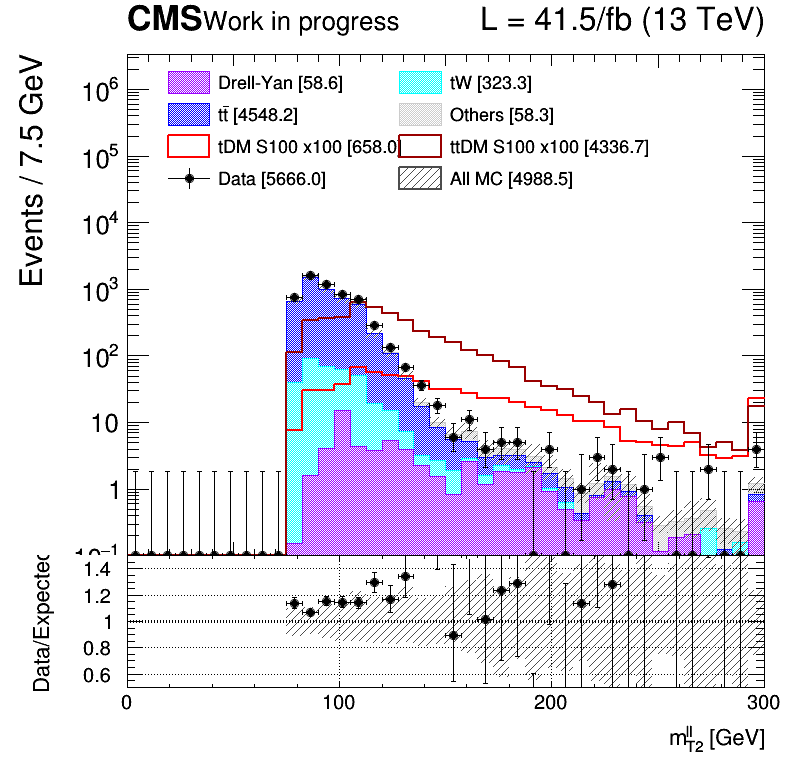 CMS Work in progress L = 41.5/fb (13 TeV)
Events / 7.5 GeV
Drell-Yan [58.6] tW [323.3]
tt̄ [4548.2] Others [58.3]
tDM S100 x100 [658.0] ttDM S100 x100 [4336.7]
Data [5666.0] All MC [4988.5]
10⁶
10⁵
10⁴
10³
10²
10
1
10⁻¹
Data/Expected
1.4
1.2
1
0.8
0.6
0 100 200 300
m_{T2}^{ll} [GeV]